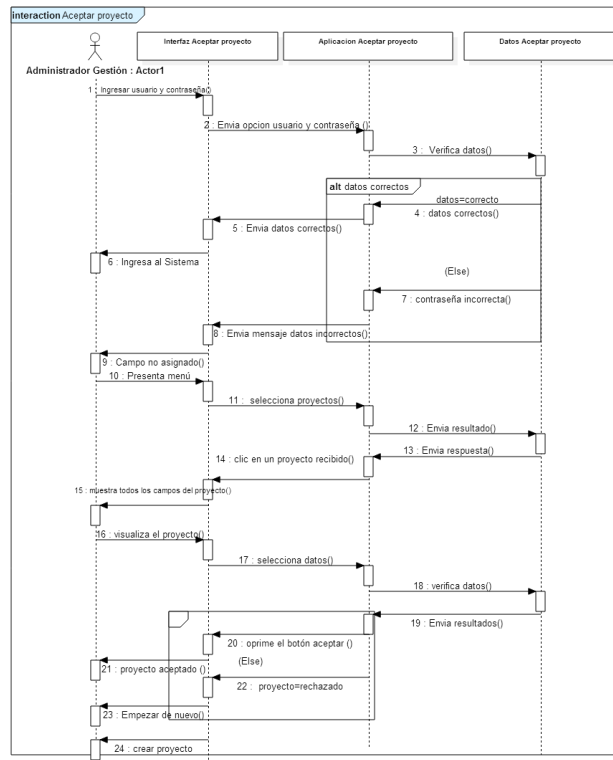 interaction Aceptar proyecto
Interfaz Aceptar proyecto
Aplicacion Aceptar proyecto
Datos Aceptar proyecto
Administrador Gestión : Actor1
1 : Ingresar usuario y contraseña()
2 : Envia opcion usuario y contraseña ()
3 : Verifica datos()
alt datos correctos
datos=correcto
4 : datos correctos()
5 : Envia datos correctos()
6 : Ingresa al Sistema
(Else)
7 : contraseña incorrecta()
8 : Envia mensaje datos incorrectos()
9 : Campo no asignado()
10 : Presenta menú
11 : selecciona proyectos()
12 : Envia resultado()
13 : Envia respuesta()
14 : clic en un proyecto recibido()
15 : muestra todos los campos del proyecto()
16 : visualiza el proyecto()
17 : selecciona datos()
18 : verifica datos()
19 : Envia resultados()
20 : oprime el botón aceptar ()
(Else)
21 : proyecto aceptado ()
22 : proyecto=rechazado
23 : Empezar de nuevo()
24 : crear proyecto